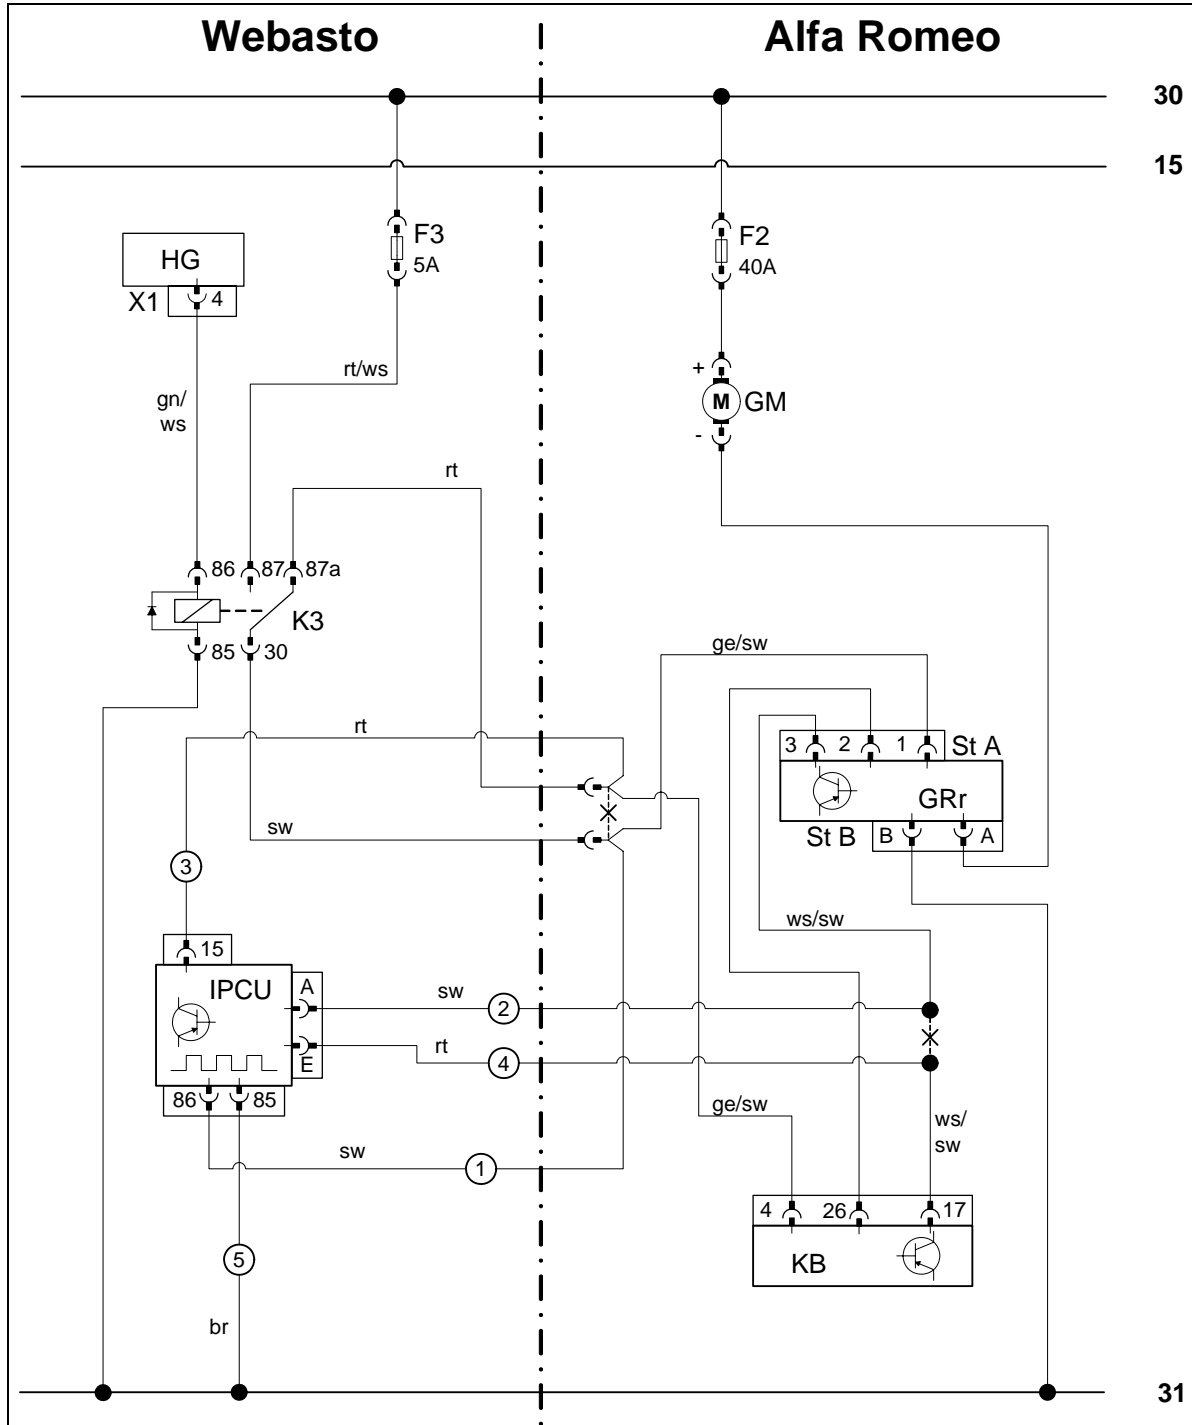 Webasto
Alfa Romeo
30
15
F3
5A
F2
40A
HG
X1
4
+
M
GM
-
rt/ws
gn/
ws
rt
86
87
87a
K3
85
30
ge/sw
rt
3
2
1
St A
GRr
St B
B
A
sw
3
ws/sw
15
IPCU
A
sw
2
rt
E
4
86
85
ge/sw
ws/
sw
sw
1
4
26
17
KB
5
br
31